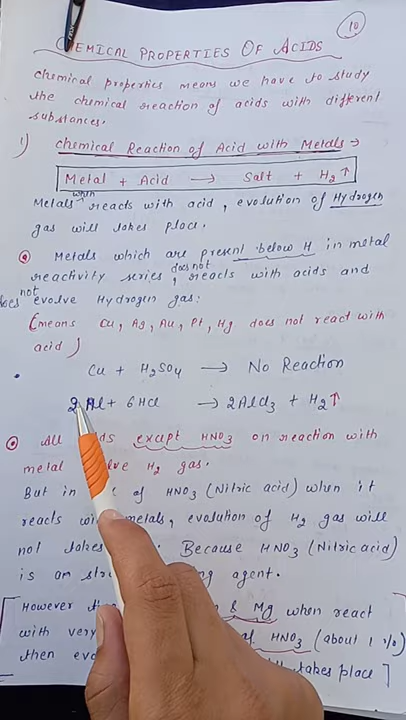 10
CHEMICAL PROPERTIES OF ACIDS
chemical properties means we have to study
the chemical reaction of acids with different
substances.
1) chemical Reaction of Acid with Metals →
Metal + Acid → Salt + H2 ↑
Metals when reacts with acid, evolution of Hydrogen
gas will takes place.
Metals which are present below H in metal
reactivity series, does not reacts with acids and
does not evolve Hydrogen gas:
(means Cu, Ag, Au, Pt, Hg does not react with
acid)
Cu + H2SO4 → No Reaction
2Al + 6HCl → 2AlCl3 + H2 ↑
All except HNO3 on reaction with
metal H2 gas.
But in of HNO3 (Nitric acid) when it
reacts metals, evolution of H2 gas will
not takes Because HNO3 (Nitric acid)
is an agent.
[However & Mg when react
with HNO3 (about 1%)
then takes place]